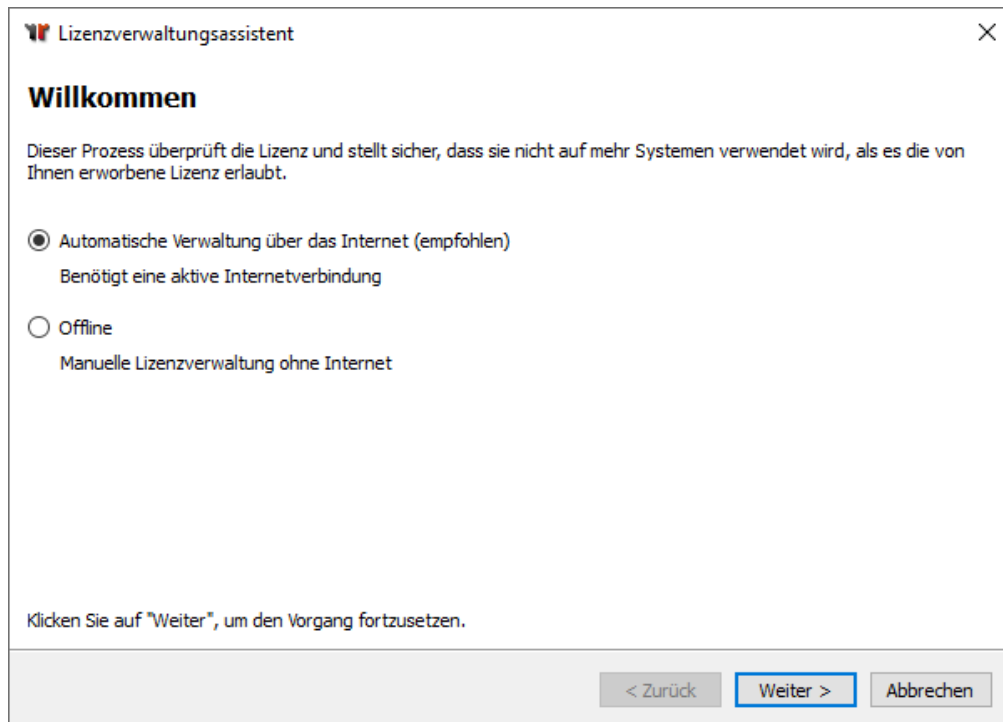 Lizenzverwaltungsassistent
Willkommen
Dieser Prozess überprüft die Lizenz und stellt sicher, dass sie nicht auf mehr Systemen verwendet wird, als es die von
Ihnen erworbene Lizenz erlaubt.
Automatische Verwaltung über das Internet (empfohlen)
Benötigt eine aktive Internetverbindung
Offline
Manuelle Lizenzverwaltung ohne Internet
Klicken Sie auf "Weiter", um den Vorgang fortzusetzen.
< Zurück Weiter > Abbrechen